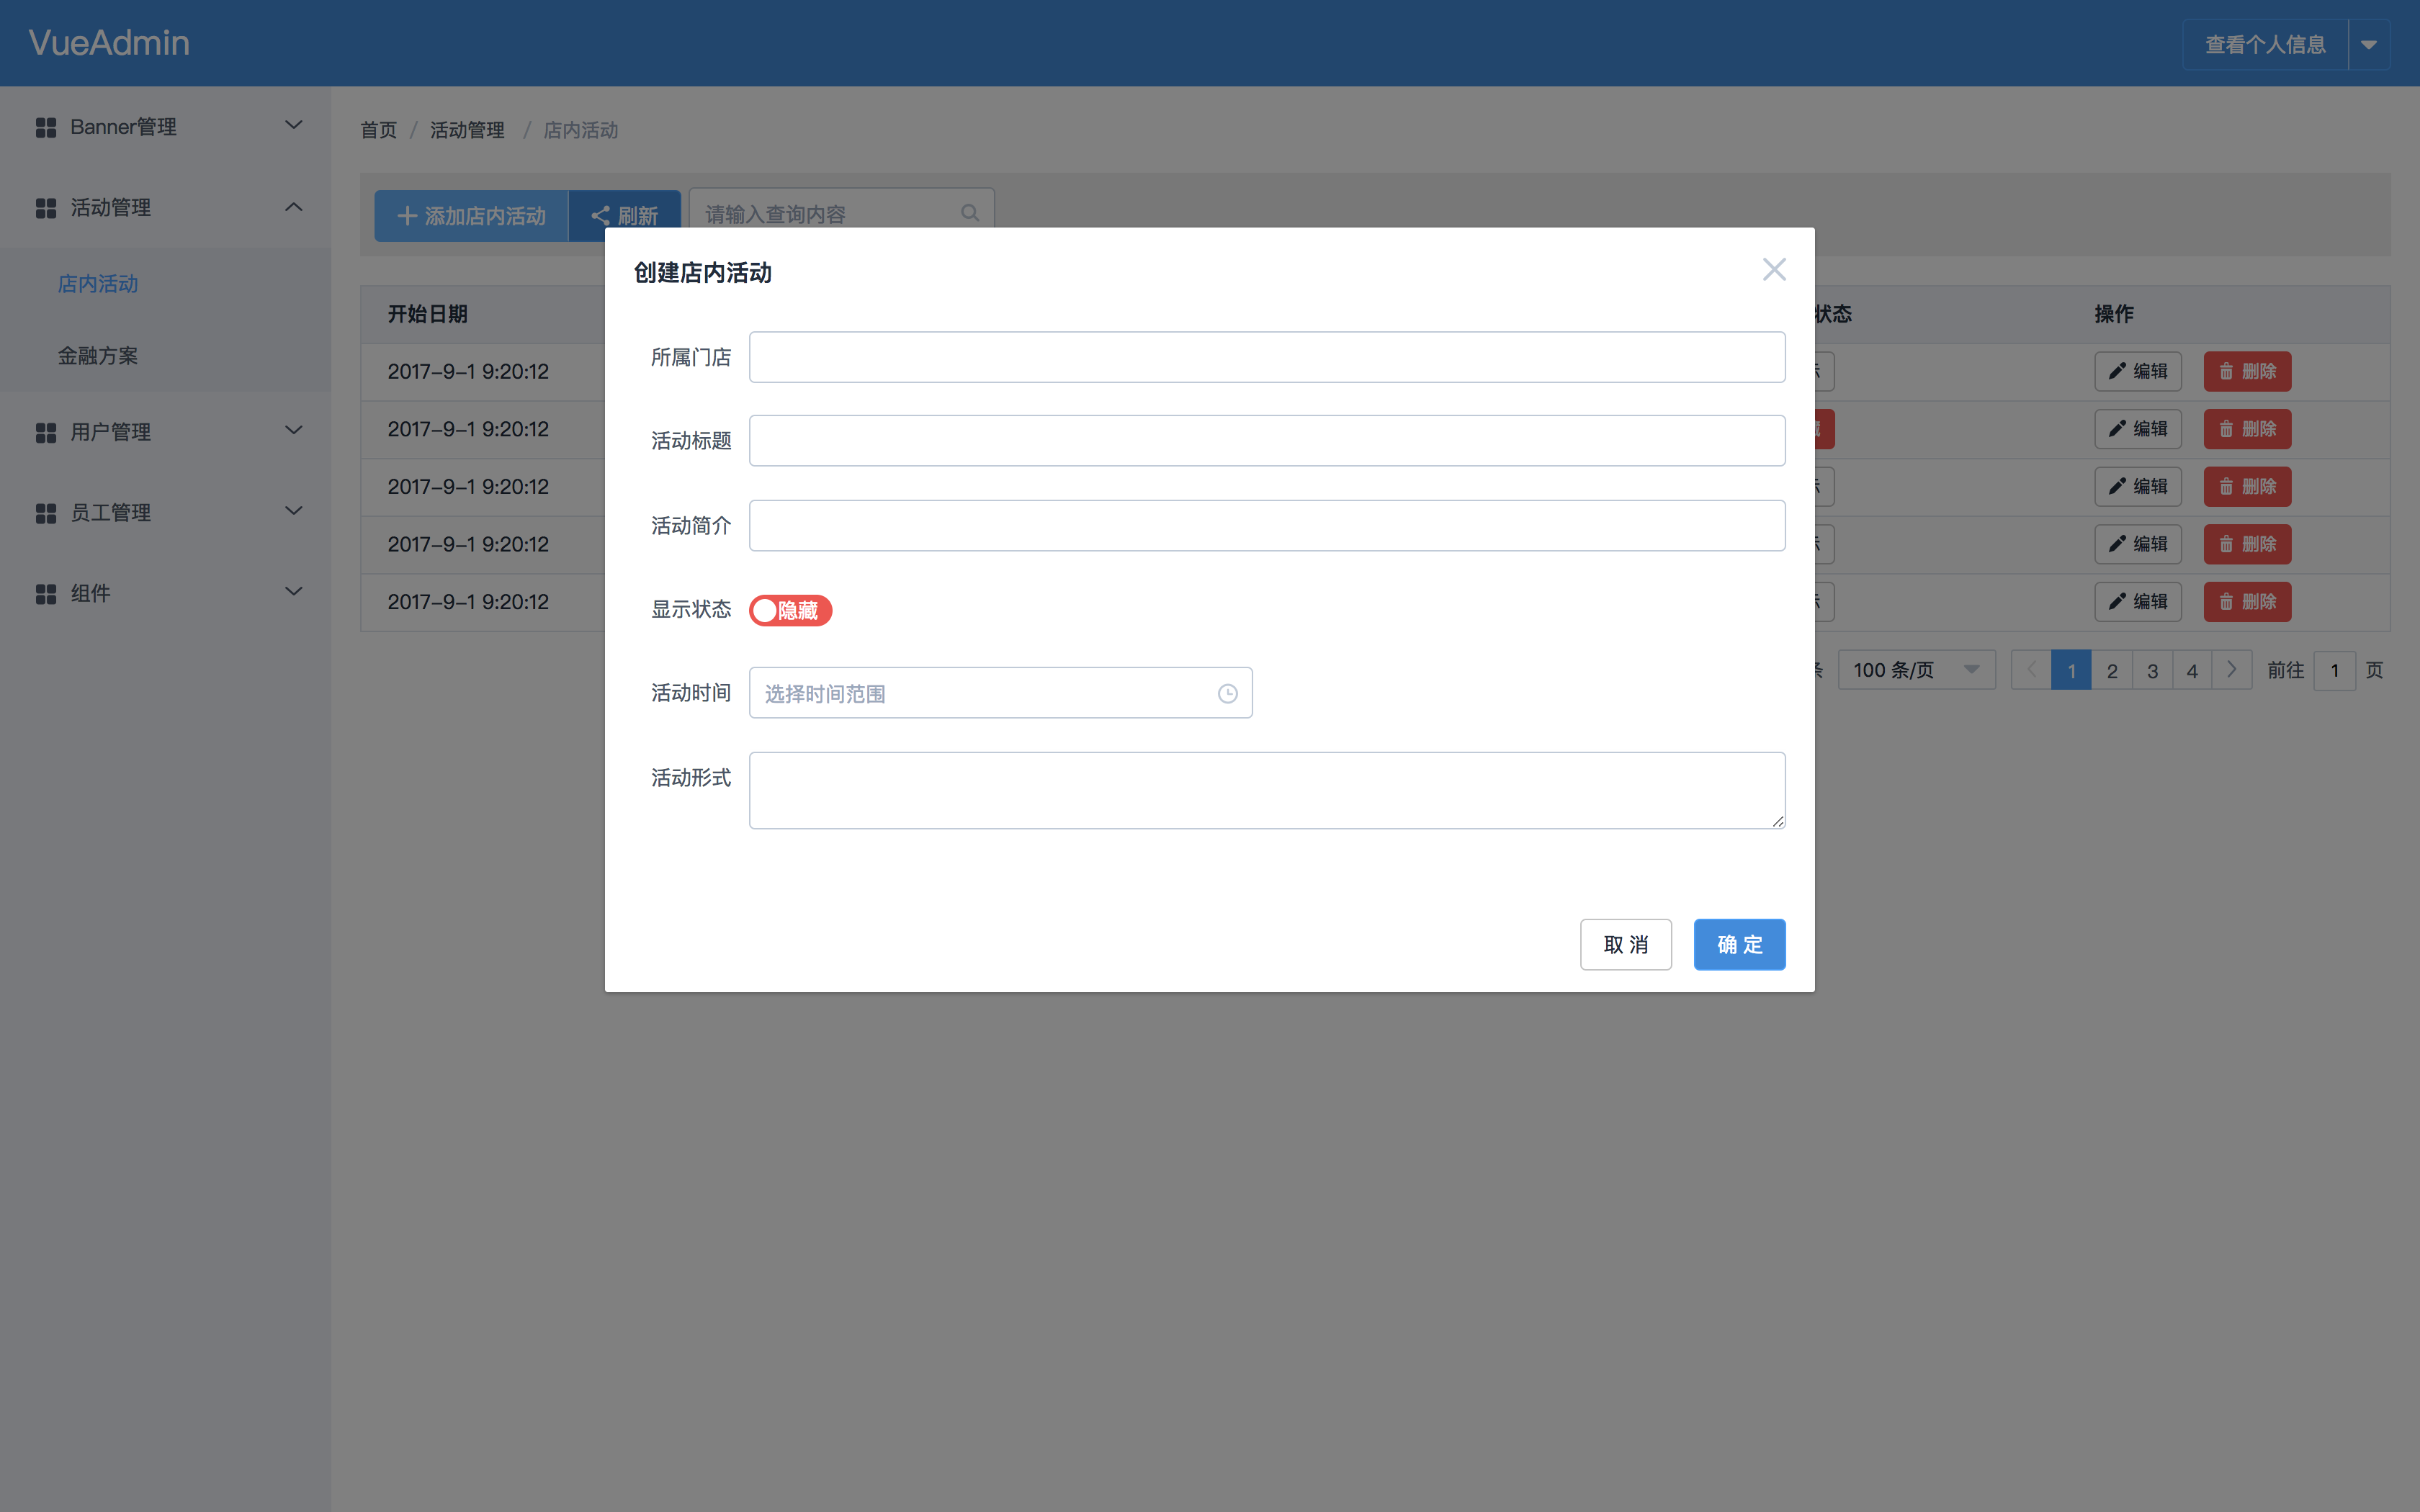 VueAdmin
查看个人信息
Banner管理
活动管理
店内活动
金融方案
用户管理
员工管理
组件
首页 / 活动管理 / 店内活动
添加店内活动 刷新 请输入查询内容
开始日期 状态 操作
2017-9-1 9:20:12 编辑 删除
2017-9-1 9:20:12 编辑 删除
2017-9-1 9:20:12 编辑 删除
2017-9-1 9:20:12 编辑 删除
2017-9-1 9:20:12 编辑 删除
100 条/页 1 2 3 4 前往 1 页
创建店内活动
所属门店
活动标题
活动简介
显示状态 隐藏
活动时间 选择时间范围
活动形式
取 消 确 定